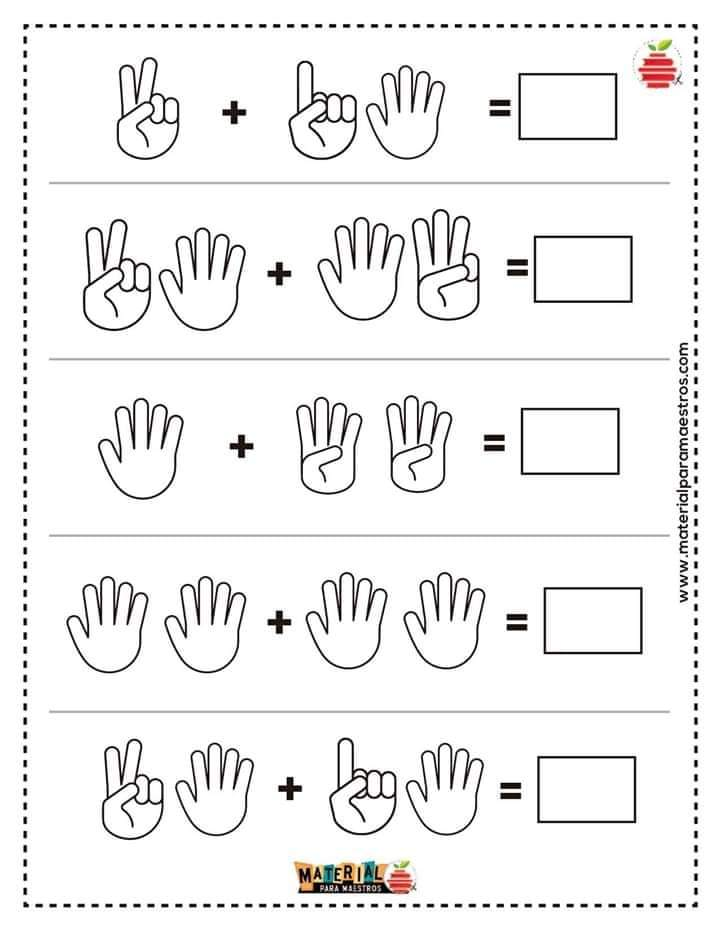 + =
+ =
+ =
+ =
+ =
www.materialparamaestros.com
MATERIAL
PARA MAESTROS